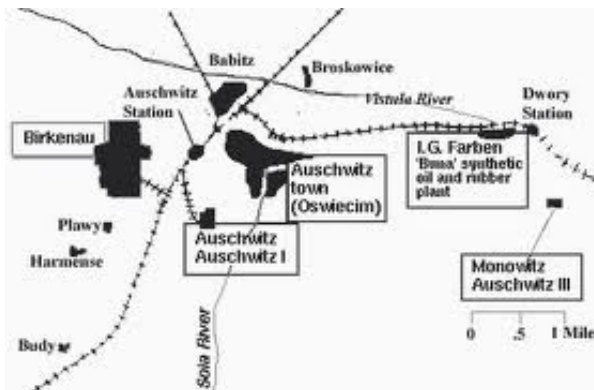 Babitz
Broskowice
Auschwitz
Station
Vistula River
Dwory
Station
Birkenau
I.G. Farben
'Buna' synthetic
oil and rubber
plant
Auschwitz
town
(Oswiecim)
Plawy
Harmense
Auschwitz
Auschwitz I
Monowitz
Auschwitz III
Sola River
Budy
0 .5 1 Mile